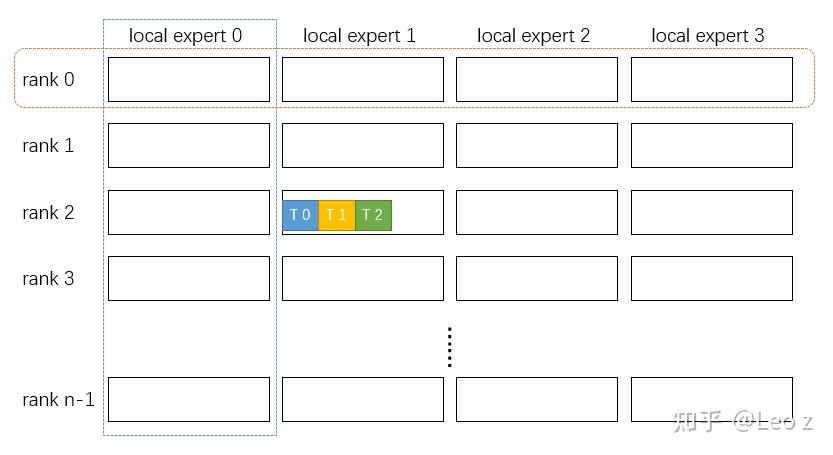 local expert 0 local expert 1 local expert 2 local expert 3
rank 0
rank 1
rank 2 T 0 T 1 T 2
rank 3
rank n-1
知乎 @Leo z